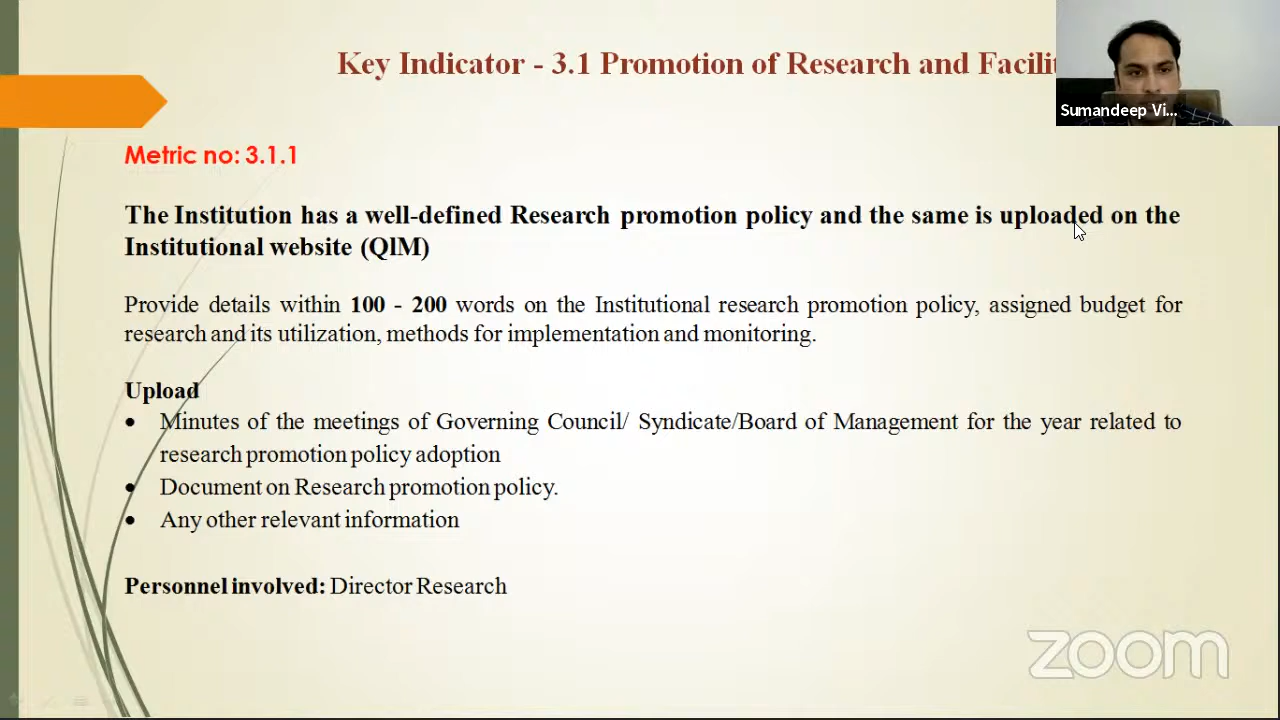 Key Indicator - 3.1 Promotion of Research and Facilit
Sumandeep Vi...
Metric no: 3.1.1
The Institution has a well-defined Research promotion policy and the same is uploaded on the
Institutional website (QlM)
Provide details within 100 - 200 words on the Institutional research promotion policy, assigned budget for
research and its utilization, methods for implementation and monitoring.
Upload
• Minutes of the meetings of Governing Council/ Syndicate/Board of Management for the year related to
research promotion policy adoption
• Document on Research promotion policy.
• Any other relevant information
Personnel involved: Director Research
zoom